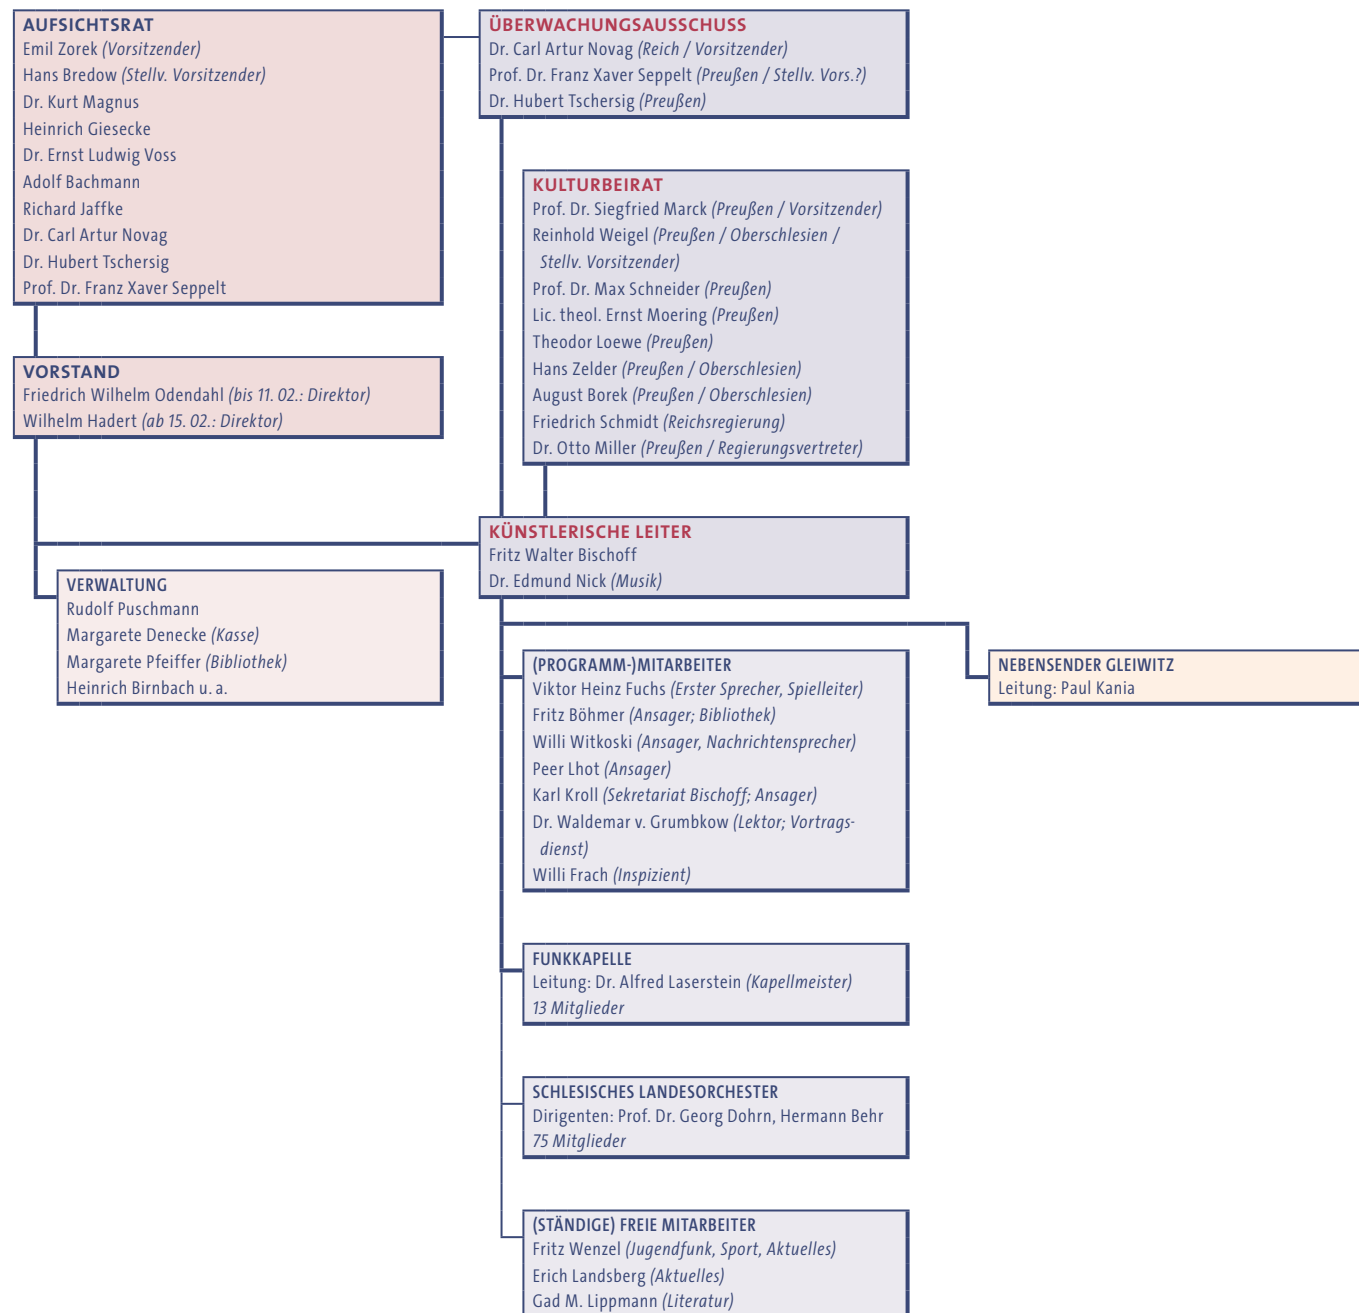 AUFSICHTSRAT
Emil Zorek (Vorsitzender)
Hans Bredow (Stellv. Vorsitzender)
Dr. Kurt Magnus
Heinrich Giesecke
Dr. Ernst Ludwig Voss
Adolf Bachmann
Richard Jaffke
Dr. Carl Artur Novag
Dr. Hubert Tschersig
Prof. Dr. Franz Xaver Seppelt
ÜBERWACHUNGSAUSSCHUSS
Dr. Carl Artur Novag (Reich / Vorsitzender)
Prof. Dr. Franz Xaver Seppelt (Preußen / Stellv. Vors.?)
Dr. Hubert Tschersig (Preußen)
KULTURBEIRAT
Prof. Dr. Siegfried Marck (Preußen / Vorsitzender)
Reinhold Weigel (Preußen / Oberschlesien /
Stellv. Vorsitzender)
Prof. Dr. Max Schneider (Preußen)
Lic. theol. Ernst Moering (Preußen)
Theodor Loewe (Preußen)
Hans Zelder (Preußen / Oberschlesien)
August Borek (Preußen / Oberschlesien)
Friedrich Schmidt (Reichsregierung)
Dr. Otto Miller (Preußen / Regierungsvertreter)
VORSTAND
Friedrich Wilhelm Odendahl (bis 11. 02.: Direktor)
Wilhelm Hadert (ab 15. 02.: Direktor)
KÜNSTLERISCHE LEITER
Fritz Walter Bischoff
Dr. Edmund Nick (Musik)
VERWALTUNG
Rudolf Puschmann
Margarete Denecke (Kasse)
Margarete Pfeiffer (Bibliothek)
Heinrich Birnbach u. a.
(PROGRAMM-)MITARBEITER
Viktor Heinz Fuchs (Erster Sprecher, Spielleiter)
Fritz Böhmer (Ansager; Bibliothek)
Willi Witkoski (Ansager, Nachrichtensprecher)
Peer Lhot (Ansager)
Karl Kroll (Sekretariat Bischoff; Ansager)
Dr. Waldemar v. Grumbkow (Lektor; Vortrags-
dienst)
Willi Frach (Inspizient)
NEBENSENDER GLEIWITZ
Leitung: Paul Kania
FUNKKAPELLE
Leitung: Dr. Alfred Laserstein (Kapellmeister)
13 Mitglieder
SCHLESISCHES LANDESORCHESTER
Dirigenten: Prof. Dr. Georg Dohrn, Hermann Behr
75 Mitglieder
(STÄNDIGE) FREIE MITARBEITER
Fritz Wenzel (Jugendfunk, Sport, Aktuelles)
Erich Landsberg (Aktuelles)
Gad M. Lippmann (Literatur)